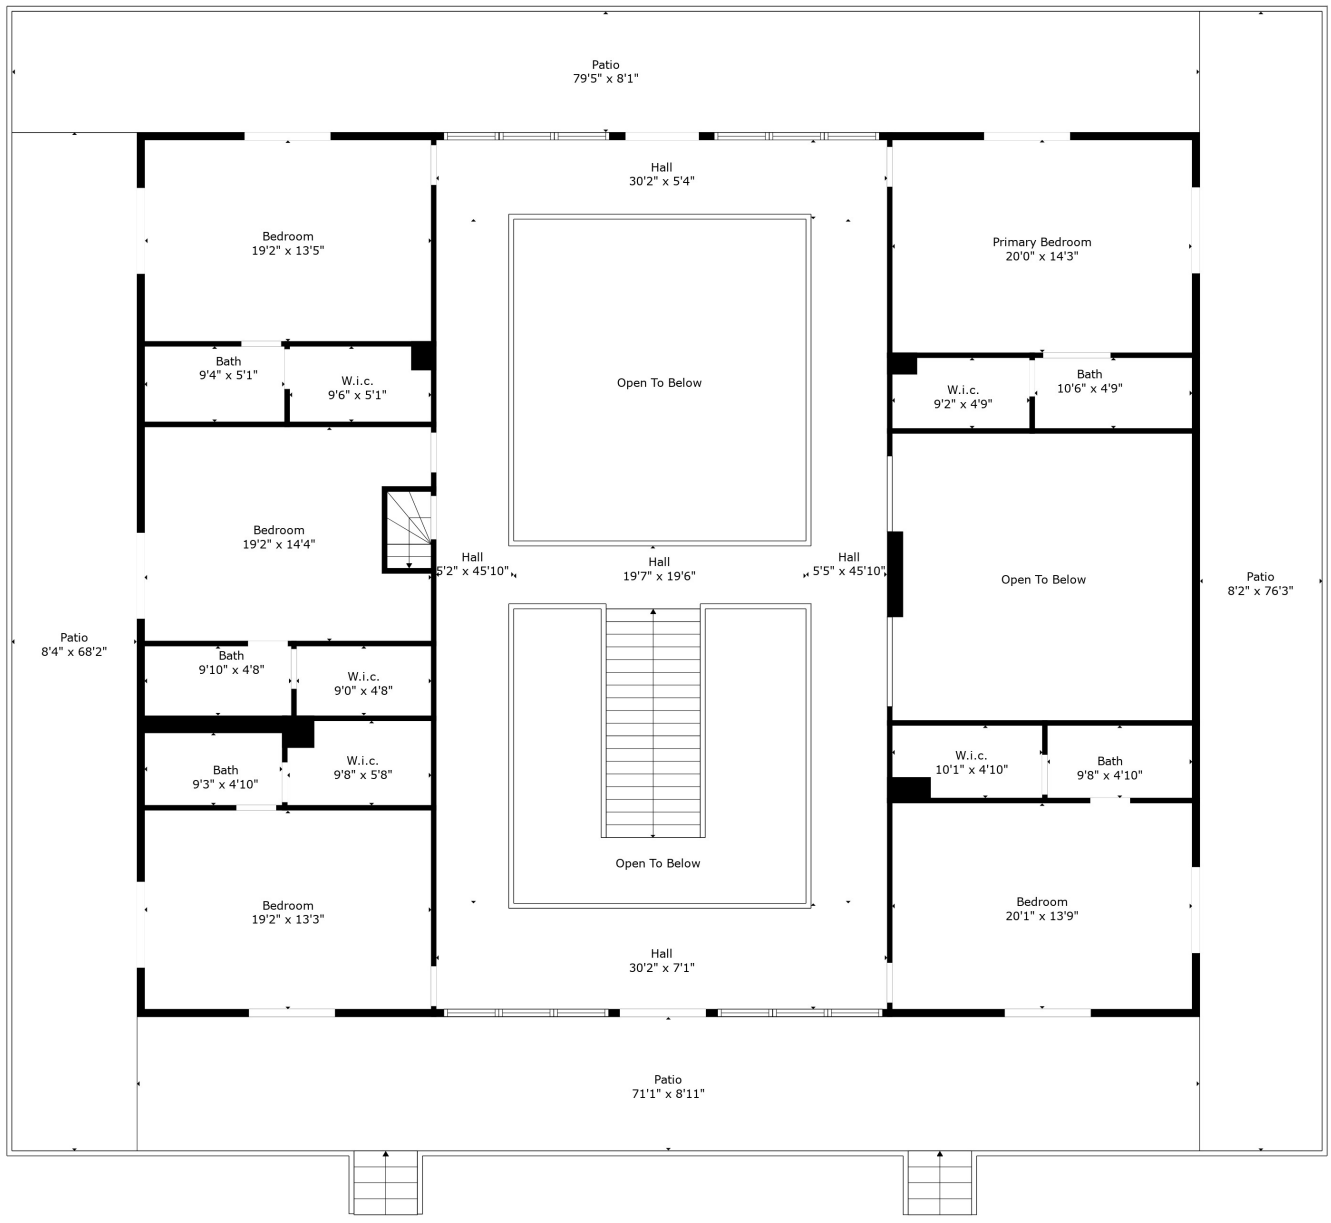 Patio
79'5" x 8'1"
Hall
30'2" x 5'4"
Bedroom
19'2" x 13'5"
Primary Bedroom
20'0" x 14'3"
Bath
9'4" x 5'1"
W.i.c.
9'6" x 5'1"
Open To Below
W.i.c.
9'2" x 4'9"
Bath
10'6" x 4'9"
Bedroom
19'2" x 14'4"
Hall
5'2" x 45'10"
Hall
19'7" x 19'6"
Hall
5'5" x 45'10"
Open To Below
Patio
8'2" x 76'3"
Patio
8'4" x 68'2"
Bath
9'10" x 4'8"
W.i.c.
9'0" x 4'8"
Bath
9'3" x 4'10"
W.i.c.
9'8" x 5'8"
W.i.c.
10'1" x 4'10"
Bath
9'8" x 4'10"
Open To Below
Bedroom
19'2" x 13'3"
Bedroom
20'1" x 13'9"
Hall
30'2" x 7'1"
Patio
71'1" x 8'11"